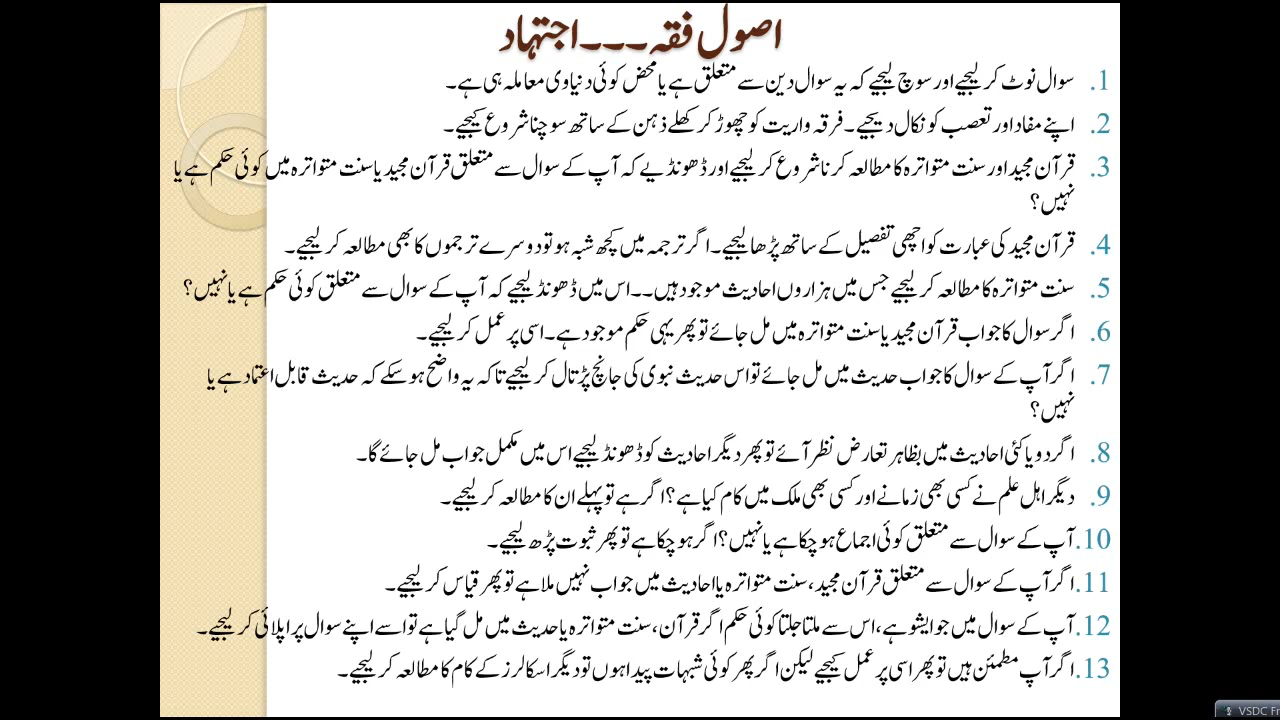 اصول فقہ ۔۔۔ اجتہاد
1. سوال نوٹ کر لیجیے اور سوچ لیجیے کہ یہ سوال دین سے متعلق ہے یا محض کوئی دنیاوی معاملہ ہی ہے۔
2. اپنے مفاد اور تعصب کو نکال دیجیے۔ فرقہ واریت کو چھوڑ کر کھلے ذہن کے ساتھ سوچنا شروع کیجیے۔
3. قرآن مجید اور سنت متواترہ کا مطالعہ کرنا شروع کر لیجیے اور ڈھونڈیے کہ آپ کے سوال سے متعلق قرآن مجید یا سنت متواترہ میں کوئی حکم ہے یا
نہیں؟
4. قرآن مجید کی عبارت کو اچھی تفصیل کے ساتھ پڑھا لیجیے۔ اگر ترجمہ میں کچھ شبہ ہو تو دوسرے ترجموں کا بھی مطالعہ کر لیجیے۔
5. سنت متواترہ کا مطالعہ کر لیجیے جس میں ہزاروں احادیث موجود ہیں۔۔ اس میں ڈھونڈ لیجیے کہ آپ کے سوال سے متعلق کوئی حکم ہے یا نہیں؟
6. اگر سوال کا جواب قرآن مجید یا سنت متواترہ میں مل جائے تو پھر یہی حکم موجود ہے۔ اسی پر عمل کر لیجیے۔
7. اگر آپ کے سوال کا جواب حدیث میں مل جائے تو اس حدیث نبوی کی جانچ پڑتال کر لیجیے تاکہ یہ واضح ہو سکے کہ حدیث قابل اعتماد ہے یا
نہیں؟
8. اگر دو یا کئی احادیث میں بظاہر تعارض نظر آئے تو پھر دیگر احادیث کو ڈھونڈ لیجیے اس میں مکمل جواب مل جائے گا۔
9. دیگر اہل علم نے کسی بھی زمانے اور کسی بھی ملک میں کام کیا ہے؟ اگر ہے تو پہلے ان کا مطالعہ کر لیجیے۔
10. آپ کے سوال سے متعلق کوئی اجماع ہو چکا ہے یا نہیں؟ اگر ہو چکا ہے تو پھر ثبوت پڑھ لیجیے۔
11. اگر آپ کے سوال سے متعلق قرآن مجید، سنت متواترہ یا احادیث میں جواب نہیں ملا ہے تو پھر قیاس کر لیجیے۔
12. آپ کے سوال میں جو ایشو ہے، اس سے ملتا جلتا کوئی حکم اگر قرآن، سنت متواترہ یا حدیث میں مل گیا ہے تو اسے اپنے سوال پر اپلائی کر لیجیے۔
13. اگر آپ مطمئن ہیں تو پھر اسی پر عمل کیجیے لیکن اگر پھر کوئی شبہات پیدا ہوں تو دیگر اسکالرز کے کام کا مطالعہ کر لیجیے۔
VSDC Fr